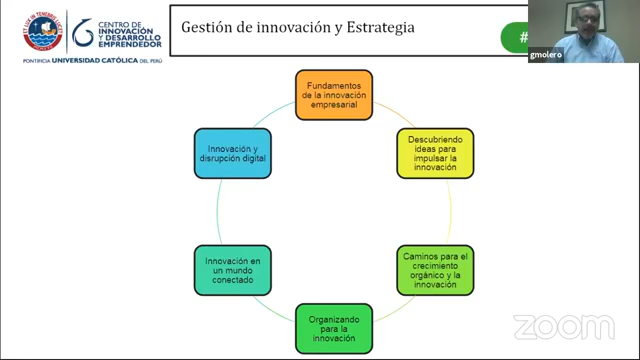 CENTRO DE
INNOVACIÓN
Y DESARROLLO
EMPRENDEDOR
PONTIFICIA UNIVERSIDAD CATÓLICA DEL PERÚ
Gestión de innovación y Estrategia
#
gmolero
Fundamentos
de la innovación
empresarial
Descubriendo
ideas para
impulsar la
innovación
Caminos para el
crecimiento
orgánico y la
innovación
Organizando
para la
innovación
Innovación en
un mundo
conectado
Innovación y
disrupción digital
zoom